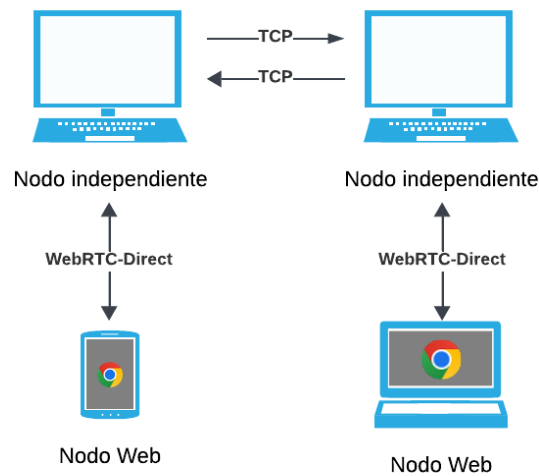 TCP
TCP
Nodo independiente
Nodo independiente
WebRTC-Direct
WebRTC-Direct
Nodo Web
Nodo Web